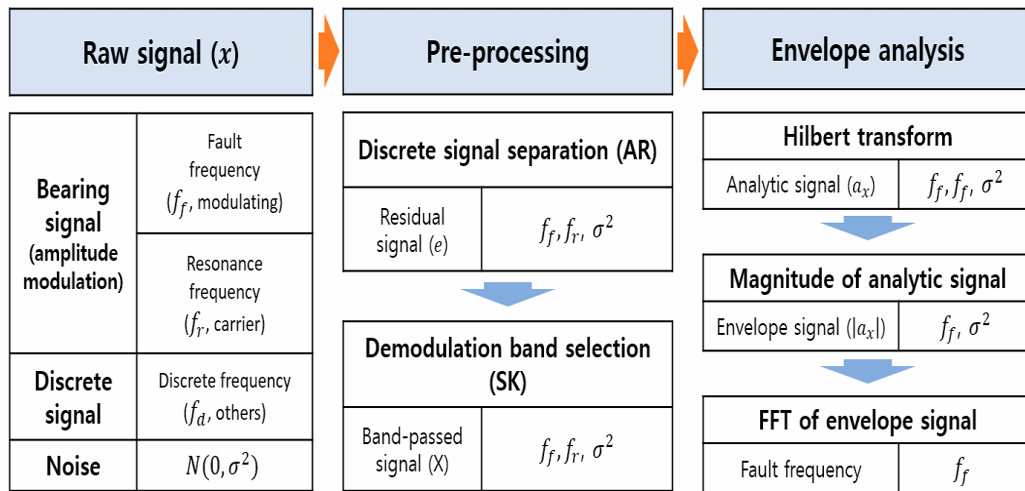 Raw signal (x)
Pre-processing
Envelope analysis
Bearing
signal
(amplitude
modulation)
Fault
frequency
(f_f, modulating)
Resonance
frequency
(f_r, carrier)
Discrete
signal
Discrete frequency
(f_d, others)
Noise
N(0, σ²)
Discrete signal separation (AR)
Residual
signal (e)
f_f, f_r, σ²
Demodulation band selection
(SK)
Band-passed
signal (X)
f_f, f_r, σ²
Hilbert transform
Analytic signal (a_x)
f_f, f_f, σ²
Magnitude of analytic signal
Envelope signal (|a_x|)
f_f, σ²
FFT of envelope signal
Fault frequency
f_f